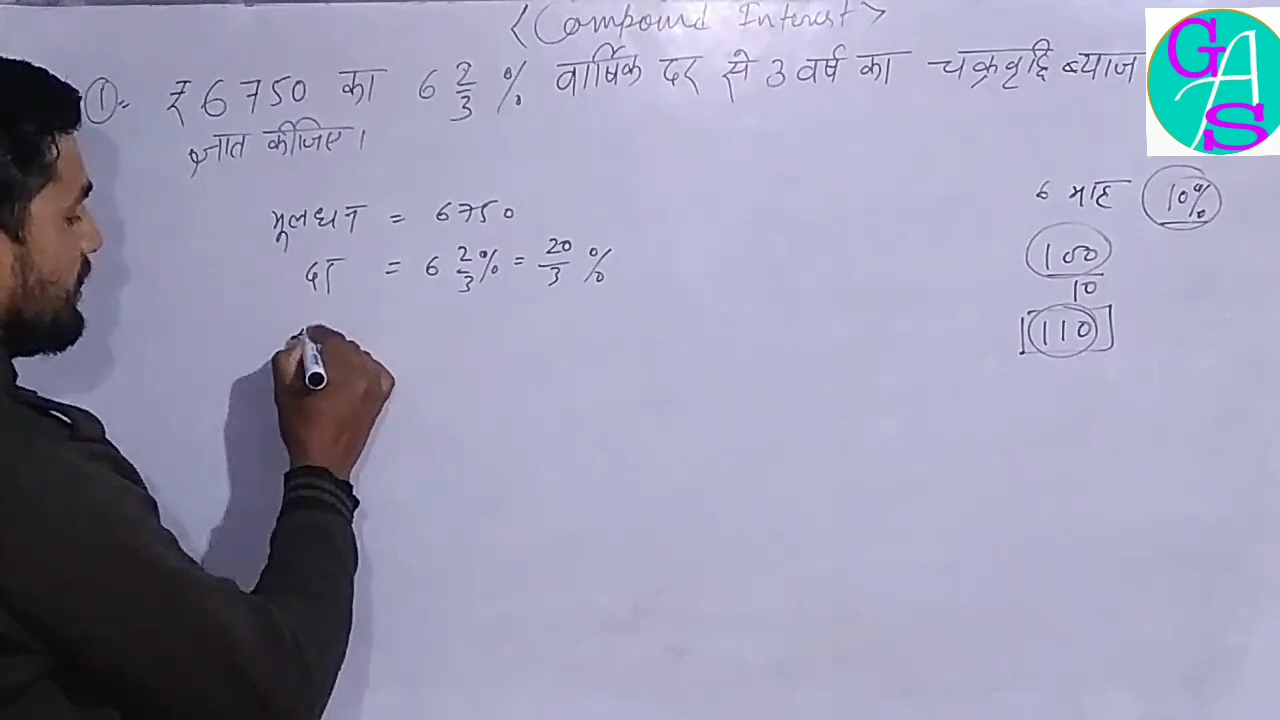 <Compound Interest>
①- ₹6750 का 6 2/3 % वार्षिक दर से 3 वर्ष का चक्रवृद्धि ब्याज
ज्ञात कीजिए।
मूलधन = 6750
दर = 6 2/3 % = 20/3 %
6 माह 10%
100
10
110
GAS